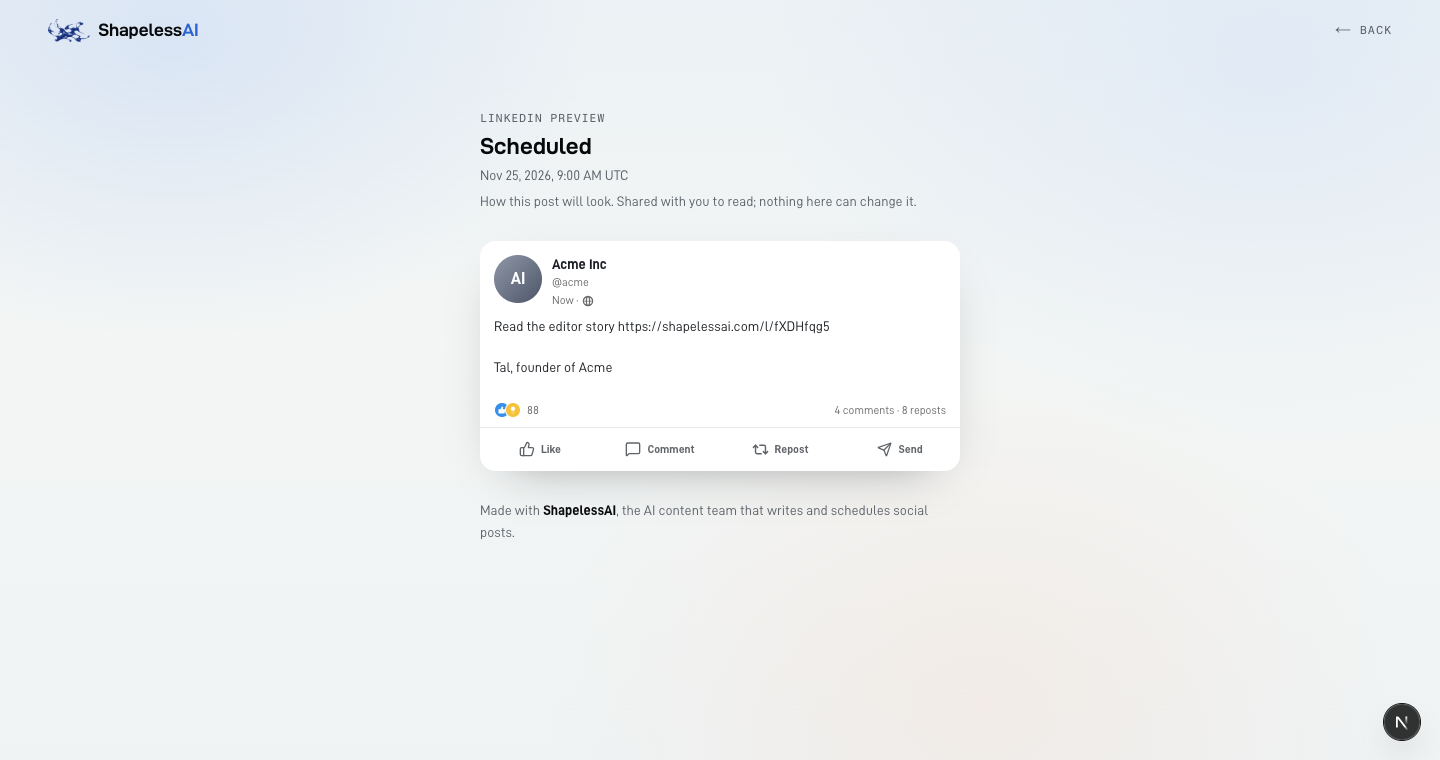 ShapelessAI
← BACK
LINKEDIN PREVIEW
Scheduled
Nov 25, 2026, 9:00 AM UTC
How this post will look. Shared with you to read; nothing here can change it.
AI
Acme Inc
@acme
Now ·
Read the editor story https://shapelessai.com/l/fXDHfqg5
Tal, founder of Acme
88
4 comments · 8 reposts
Like
Comment
Repost
Send
Made with ShapelessAI, the AI content team that writes and schedules social
posts.
N